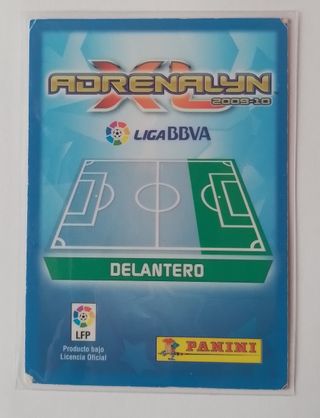 ADRENALYN
XL
2009-10
LIGA BBVA
DELANTERO
LFP
Producto bajo
Licencia Oficial
PANINI